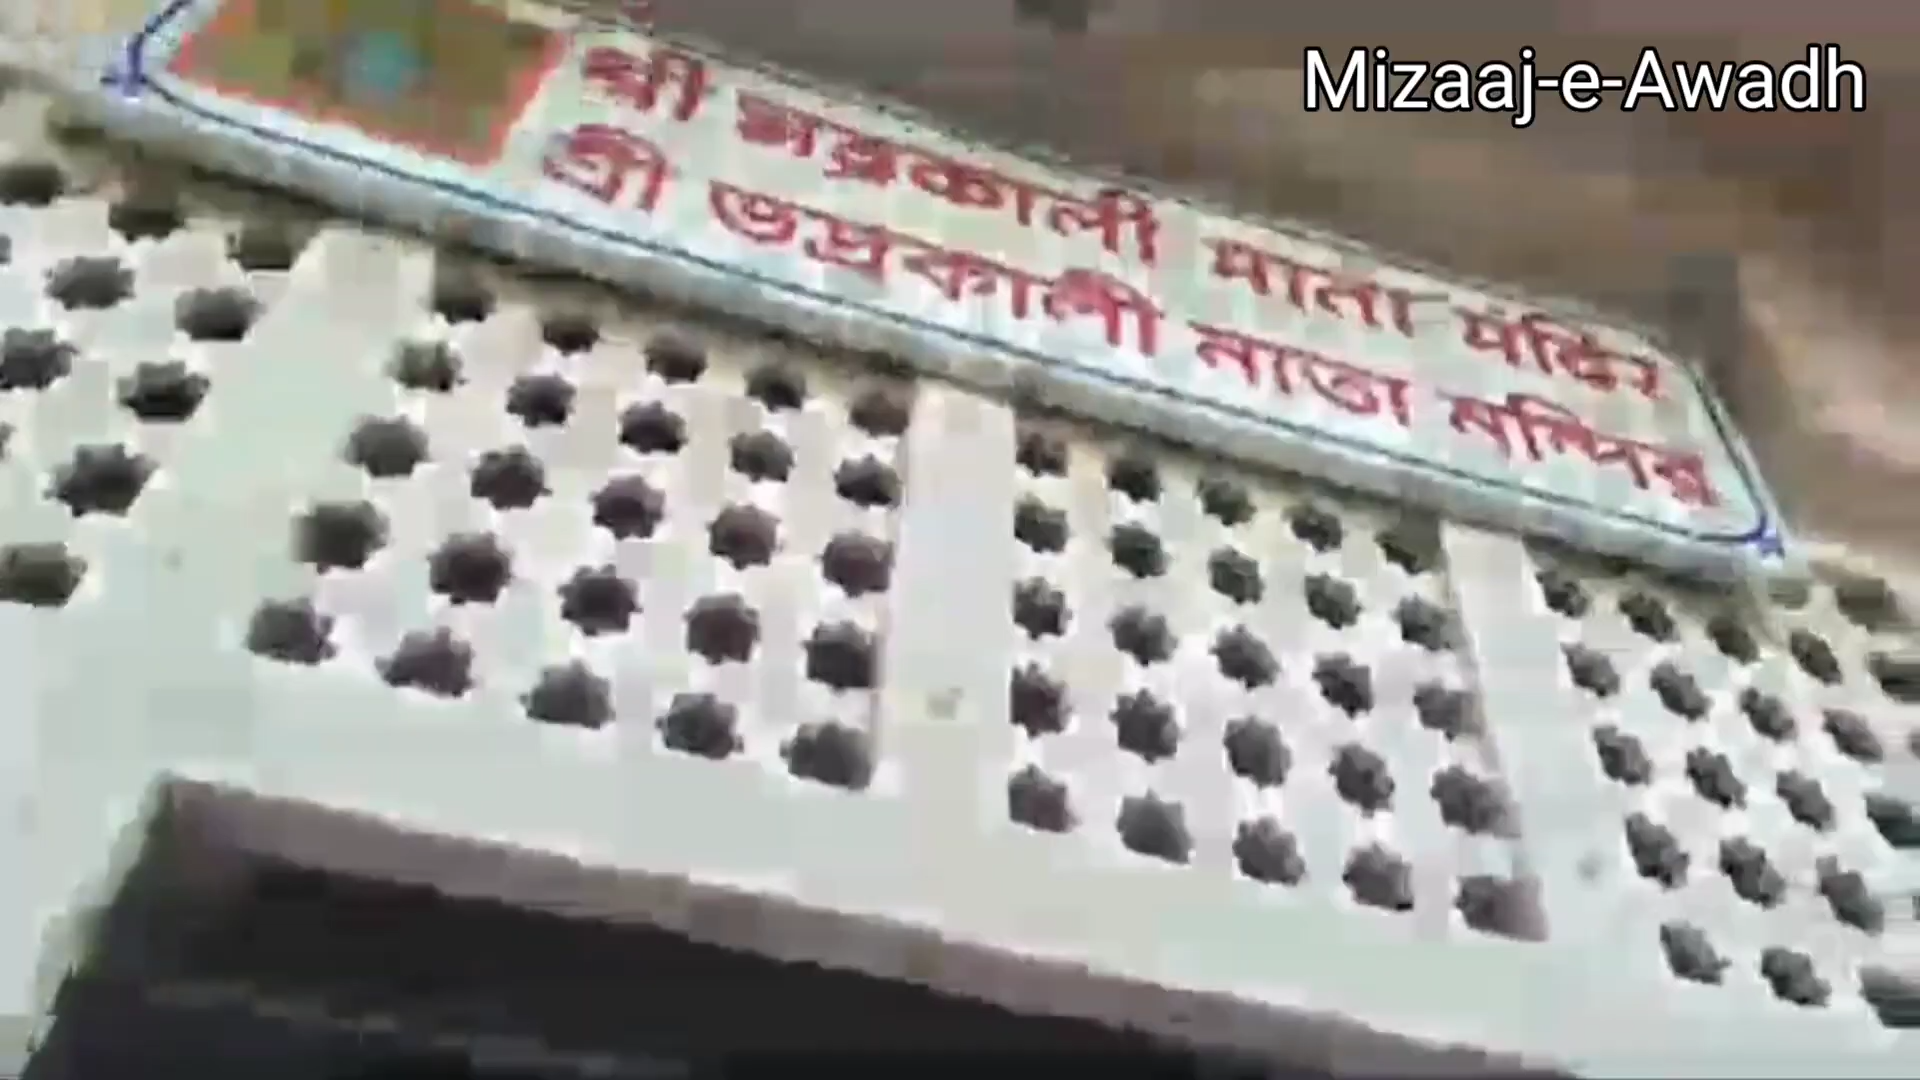 Mizaaj-e-Awadh
श्री भद्रकाली माता मंदिर
শ্রী ভদ্রকালী মাতা মন্দির